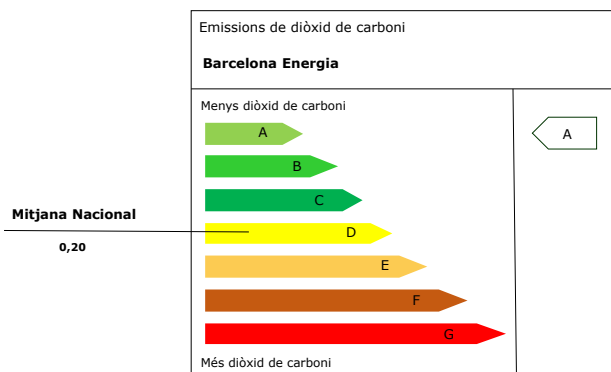 Emissions de diòxid de carboni
Barcelona Energia
Menys diòxid de carboni
A
A
B
C
Mitjana Nacional
D
0,20
E
F
G
Més diòxid de carboni